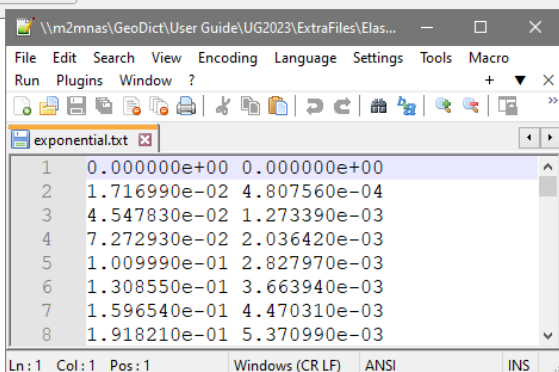 \\m2mnas\GeoDict\User Guide\UG2023\ExtraFiles\Elas...
File Edit Search View Encoding Language Settings Tools Macro
Run Plugins Window ? + ▼ X
exponential.txt
1 0.000000e+00 0.000000e+00
2 1.716990e-02 4.807560e-04
3 4.547830e-02 1.273390e-03
4 7.272930e-02 2.036420e-03
5 1.009990e-01 2.827970e-03
6 1.308550e-01 3.663940e-03
7 1.596540e-01 4.470310e-03
8 1.918210e-01 5.370990e-03
Ln : 1 Col : 1 Pos : 1 Windows (CR LF) ANSI INS